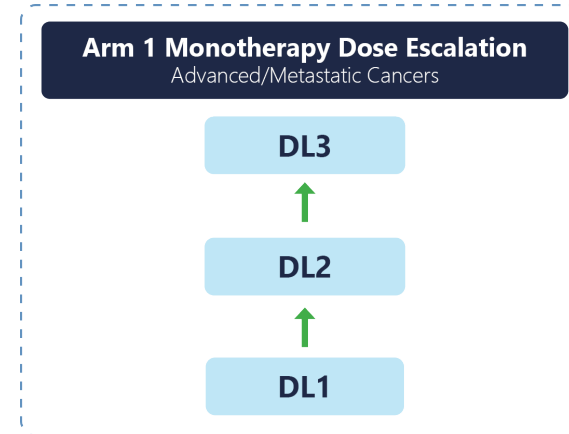 Arm 1 Monotherapy Dose Escalation
Advanced/Metastatic Cancers
DL3
DL2
DL1